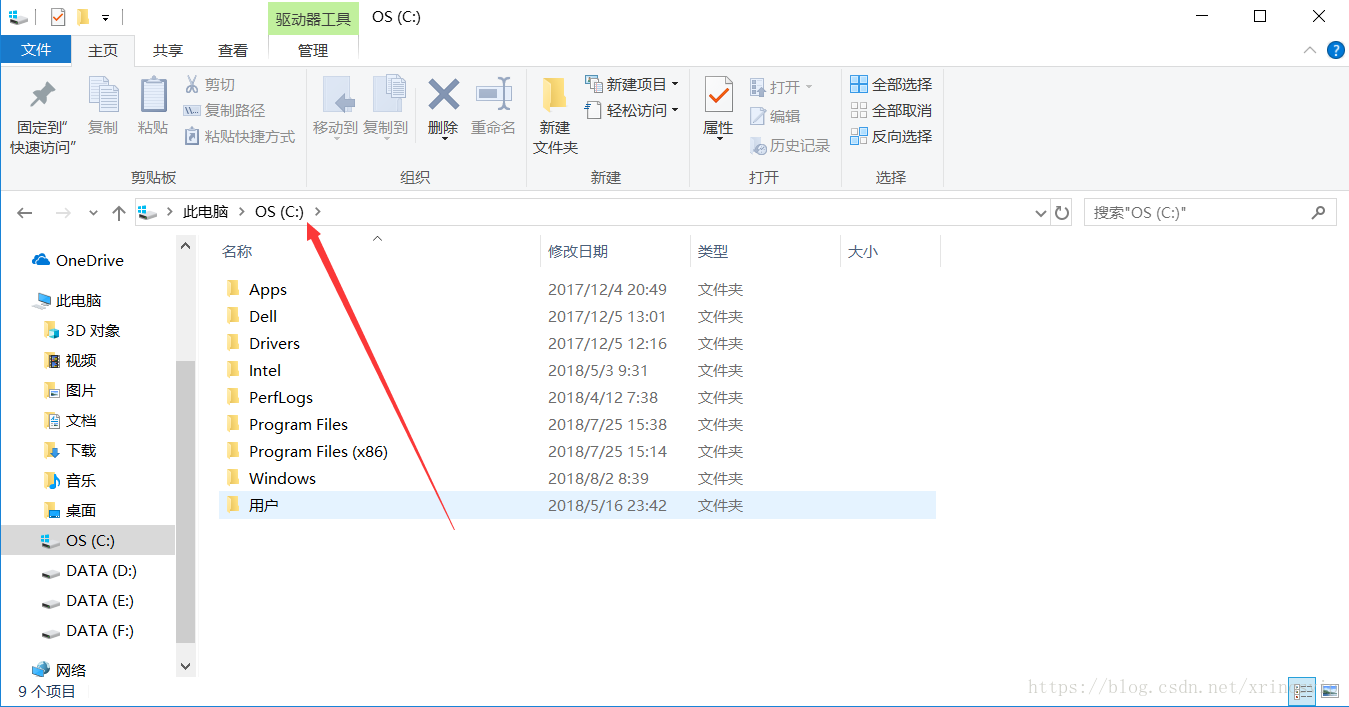 驱动器工具 OS (C:)
文件 主页 共享 查看 管理
固定到“
快速访问”
复制
粘贴
剪切
复制路径
粘贴快捷方式
剪贴板
移动到 复制到
删除 重命名
组织
新建
文件夹
新建项目
轻松访问
新建
属性
打开
编辑
历史记录
打开
全部选择
全部取消
反向选择
选择
此电脑 OS (C:)
搜索"OS (C:)"
OneDrive
此电脑
3D 对象
视频
图片
文档
下载
音乐
桌面
OS (C:)
DATA (D:)
DATA (E:)
DATA (F:)
网络
名称 修改日期 类型 大小
Apps 2017/12/4 20:49 文件夹
Dell 2017/12/5 13:01 文件夹
Drivers 2017/12/5 12:16 文件夹
Intel 2018/5/3 9:31 文件夹
PerfLogs 2018/4/12 7:38 文件夹
Program Files 2018/7/25 15:38 文件夹
Program Files (x86) 2018/7/25 15:14 文件夹
Windows 2018/8/2 8:39 文件夹
用户 2018/5/16 23:42 文件夹
9 个项目